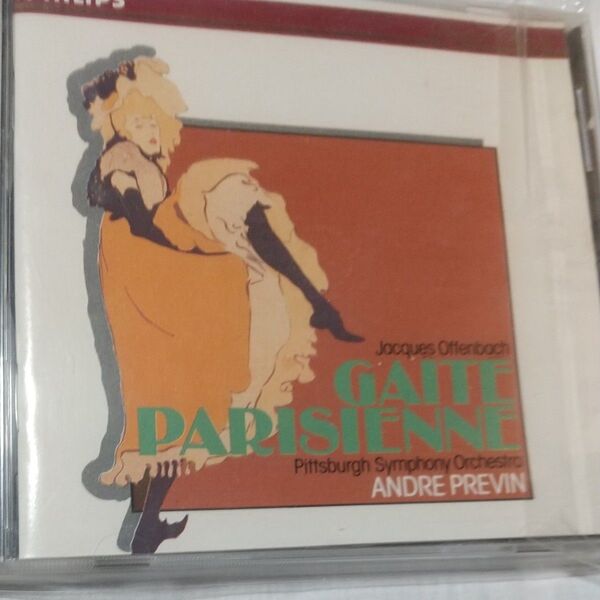 PHILIPS
Jacques Offenbach
GAITE
PARISIENNE
Pittsburgh Symphony Orchestra
ANDRE PREVIN